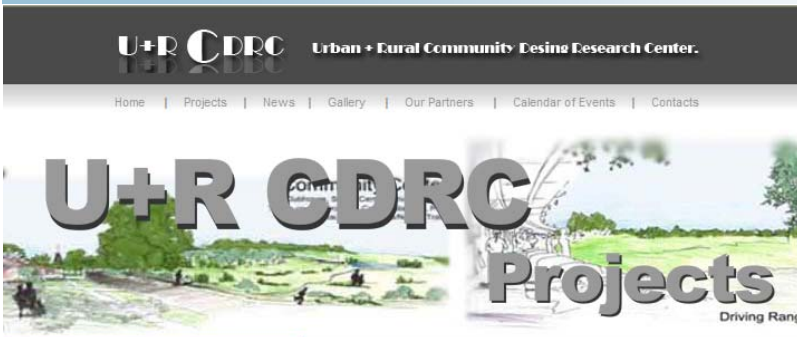 U+R CDRC Urban + Rural Community Desing Research Center.
Home | Projects | News | Gallery | Our Partners | Calendar of Events | Contacts
Community
U+R CDRC
Projects
Driving Rang